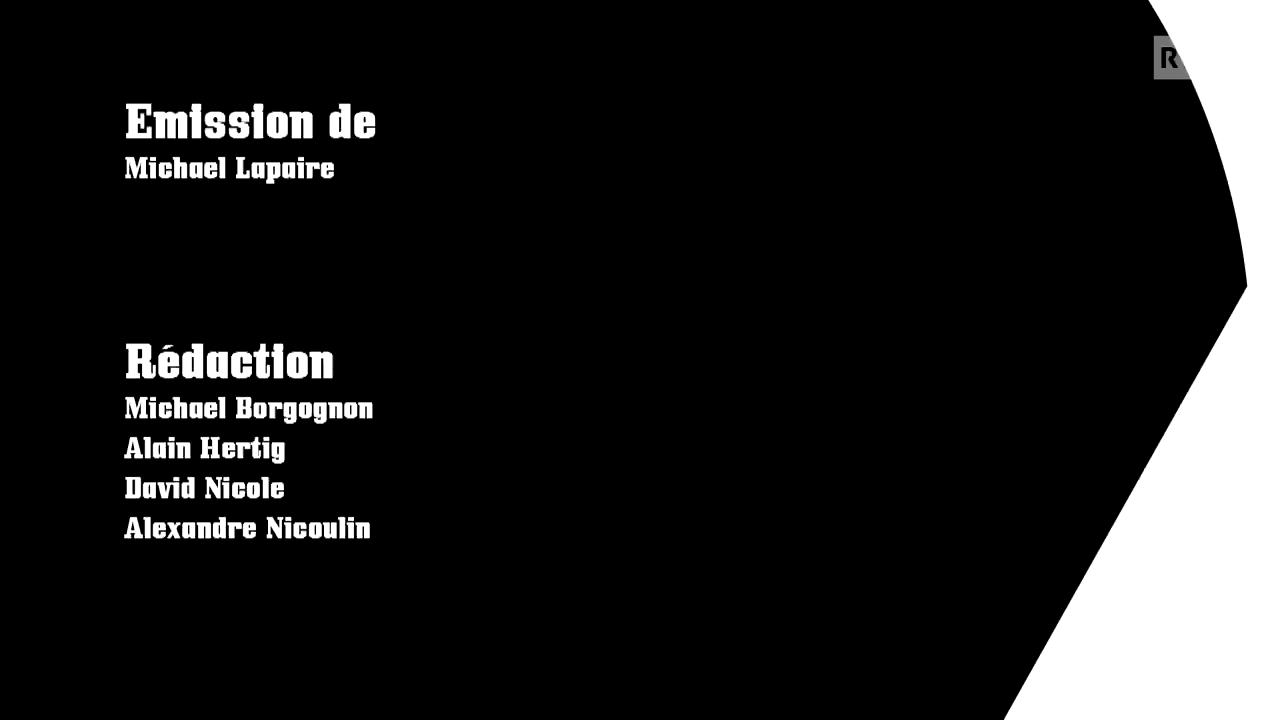 R
Emission de
Michael Lapaire
Rédaction
Michael Borgognon
Alain Hertig
David Nicole
Alexandre Nicoulin